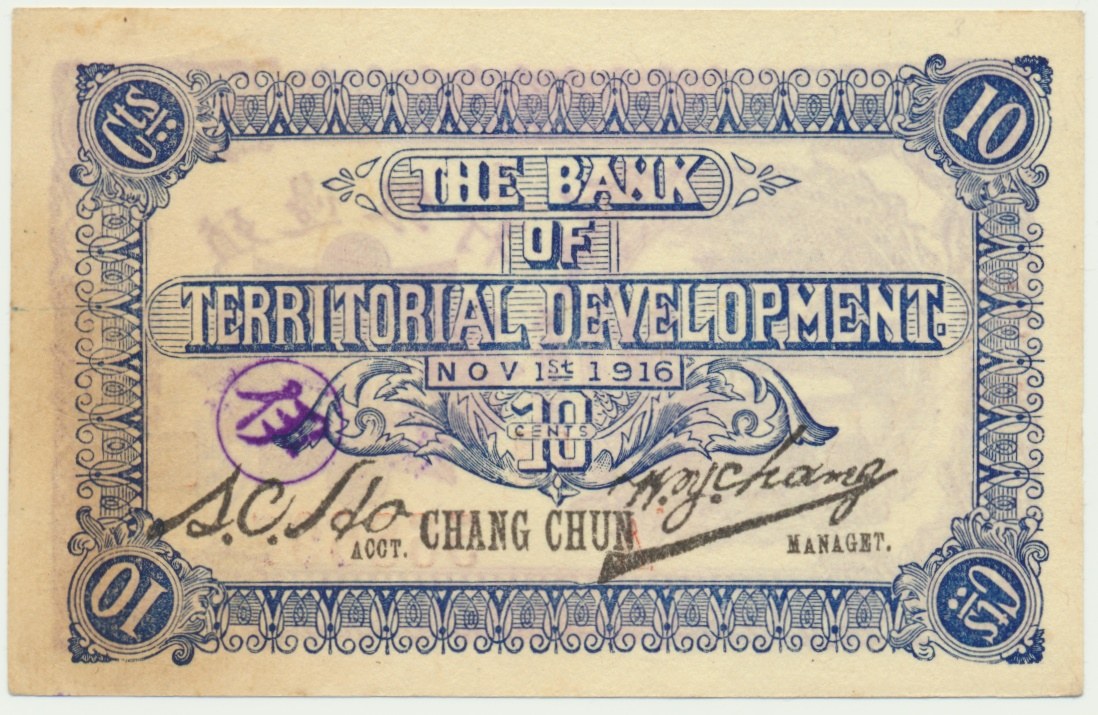 Cts. 10
THE BANK
OF
TERRITORIAL DEVELOPMENT.
NOV 1St 1916
10
CENTS
S.C. Ho CHANG CHUN W.Y. Chang
ACCT. MANAGET.
10 Cts.